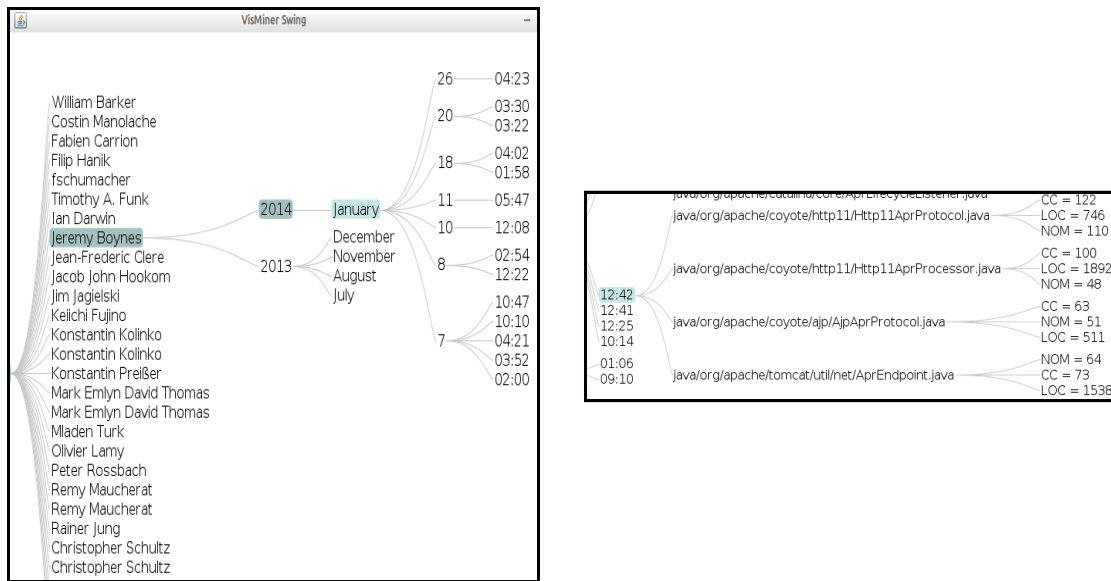 VisMiner Swing
William Barker
Costin Manolache
Fabien Carrion
Filip Hanik
fschumacher
Timothy A. Funk
Ian Darwin
Jeremy Boynes
Jean-Frederic Clere
Jacob John Hookom
Jim Jagielski
Keiichi Fujino
Konstantin Kolinko
Konstantin Kolinko
Konstantin Preißer
Mark Emlyn David Thomas
Mark Emlyn David Thomas
Mladen Turk
Olivier Lamy
Peter Rossbach
Remy Maucherat
Remy Maucherat
Rainer Jung
Christopher Schultz
Christopher Schultz
2014
2013
January
December
November
August
July
26
04:23
20
03:30
03:22
18
04:02
01:58
11
05:47
10
12:08
8
02:54
12:22
7
10:47
10:10
04:21
03:52
02:00
12:42
12:41
12:25
10:14
01:06
09:10
java/org/apache/catalina/core/AprLifecycleListener.java
java/org/apache/coyote/http11/Http11AprProtocol.java
CC = 122
LOC = 746
NOM = 110
java/org/apache/coyote/http11/Http11AprProcessor.java
CC = 100
LOC = 1892
NOM = 48
java/org/apache/coyote/ajp/AjpAprProtocol.java
CC = 63
NOM = 51
LOC = 511
java/org/apache/tomcat/util/net/AprEndpoint.java
NOM = 64
CC = 73
LOC = 1538